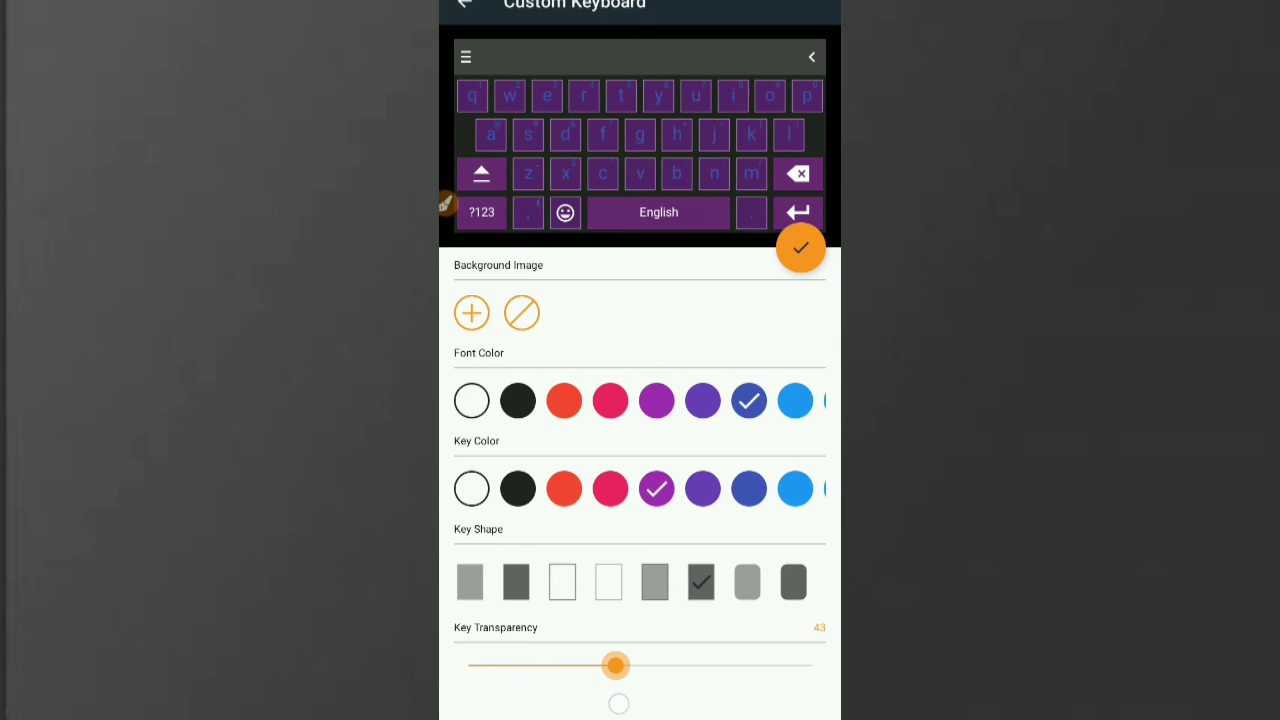 Custom Keyboard
q w e r t y u i o p
a s d f g h j k l
z x c v b n m
?123 , English .
Background Image
Font Color
Key Color
Key Shape
Key Transparency 43